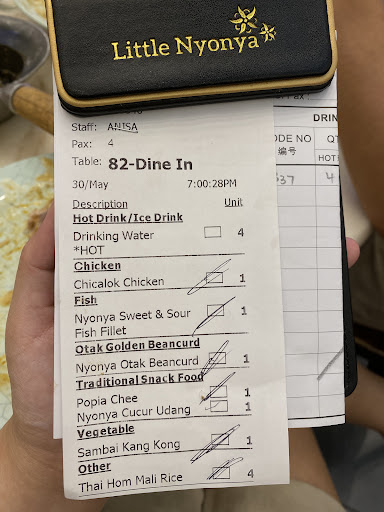 Little Nyonya
Staff: ANISA
Pax: 4
Table: 82-Dine In
30/May 7:00:28PM
Description Unit
Hot Drink/Ice Drink
Drinking Water 4
*HOT
Chicken
Chicalok Chicken 1
Fish
Nyonya Sweet & Sour 1
Fish Fillet
Otak Golden Beancurd
Nyonya Otak Beancurd 1
Traditional Snack Food
Popia Chee 1
Nyonya Cucur Udang 1
Vegetable
Sambai Kang Kong 1
Other
Thai Hom Mali Rice 4
DRIN
ODE NO QT
编号 HOT
637 4